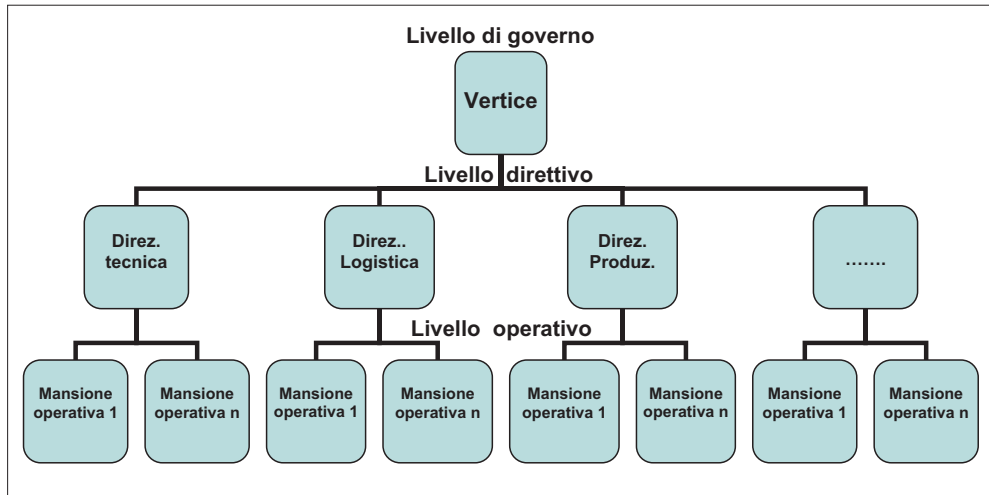 Livello di governo
Vertice
Livello direttivo
Direz.
tecnica
Direz..
Logistica
Direz.
Produz.
.......
Livello operativo
Mansione
operativa 1
Mansione
operativa n
Mansione
operativa 1
Mansione
operativa n
Mansione
operativa 1
Mansione
operativa n
Mansione
operativa 1
Mansione
operativa n